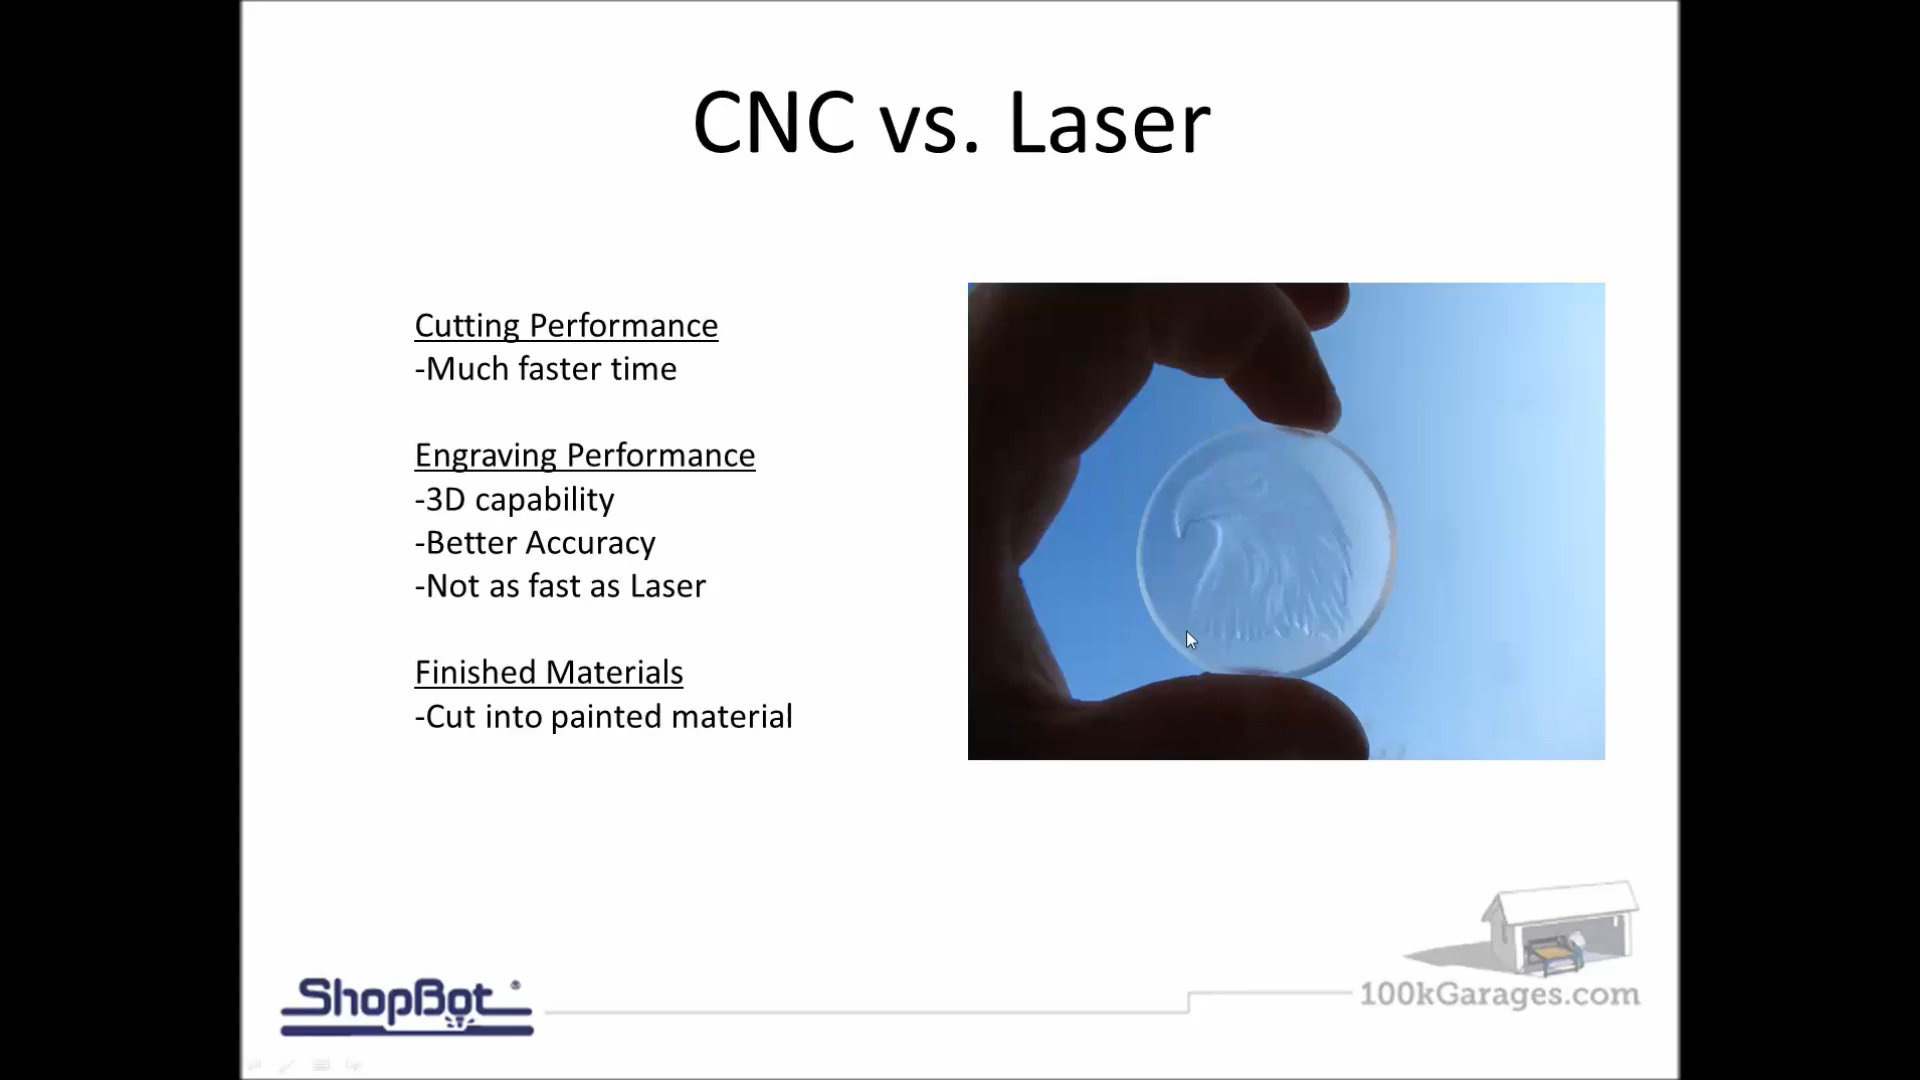 CNC vs. Laser
Cutting Performance
-Much faster time
Engraving Performance
-3D capability
-Better Accuracy
-Not as fast as Laser
Finished Materials
-Cut into painted material
ShopBot®
100kGarages.com